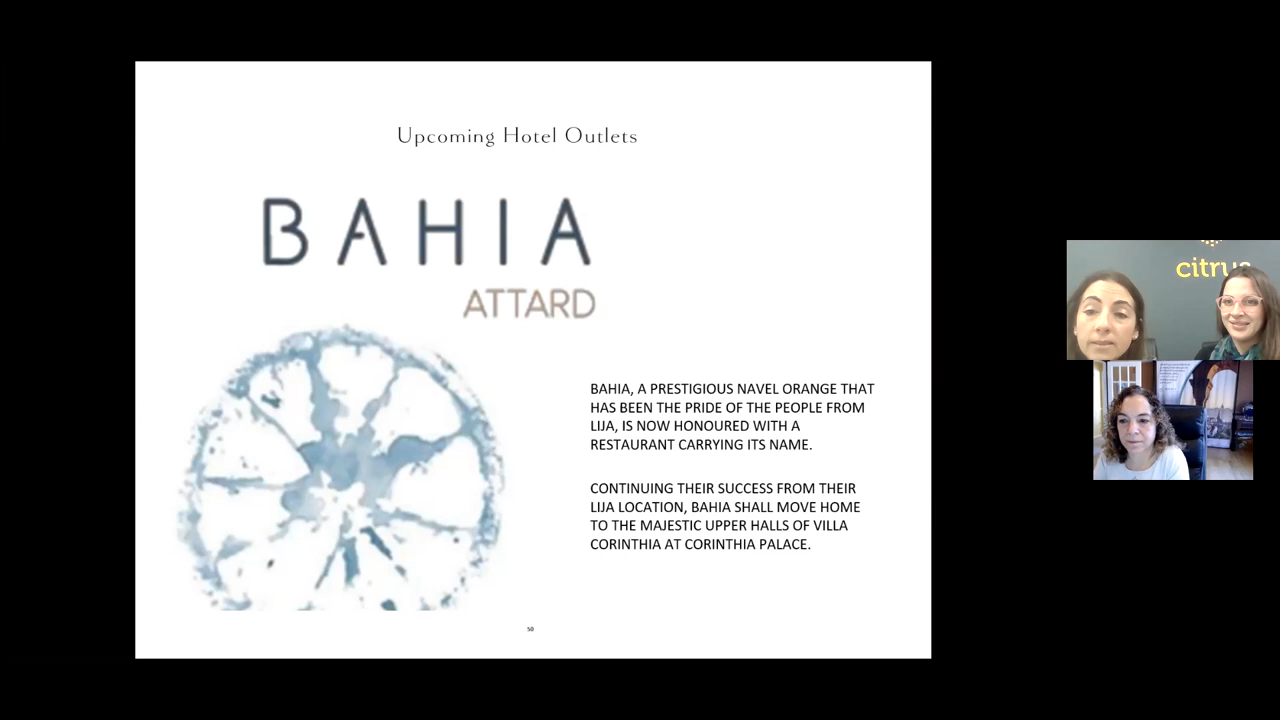 Upcoming Hotel Outlets
BAHIA
ATTARD
BAHIA, A PRESTIGIOUS NAVEL ORANGE THAT
HAS BEEN THE PRIDE OF THE PEOPLE FROM
LIJA, IS NOW HONOURED WITH A
RESTAURANT CARRYING ITS NAME.
CONTINUING THEIR SUCCESS FROM THEIR
LIJA LOCATION, BAHIA SHALL MOVE HOME
TO THE MAJESTIC UPPER HALLS OF VILLA
CORINTHIA AT CORINTHIA PALACE.
50
citrus